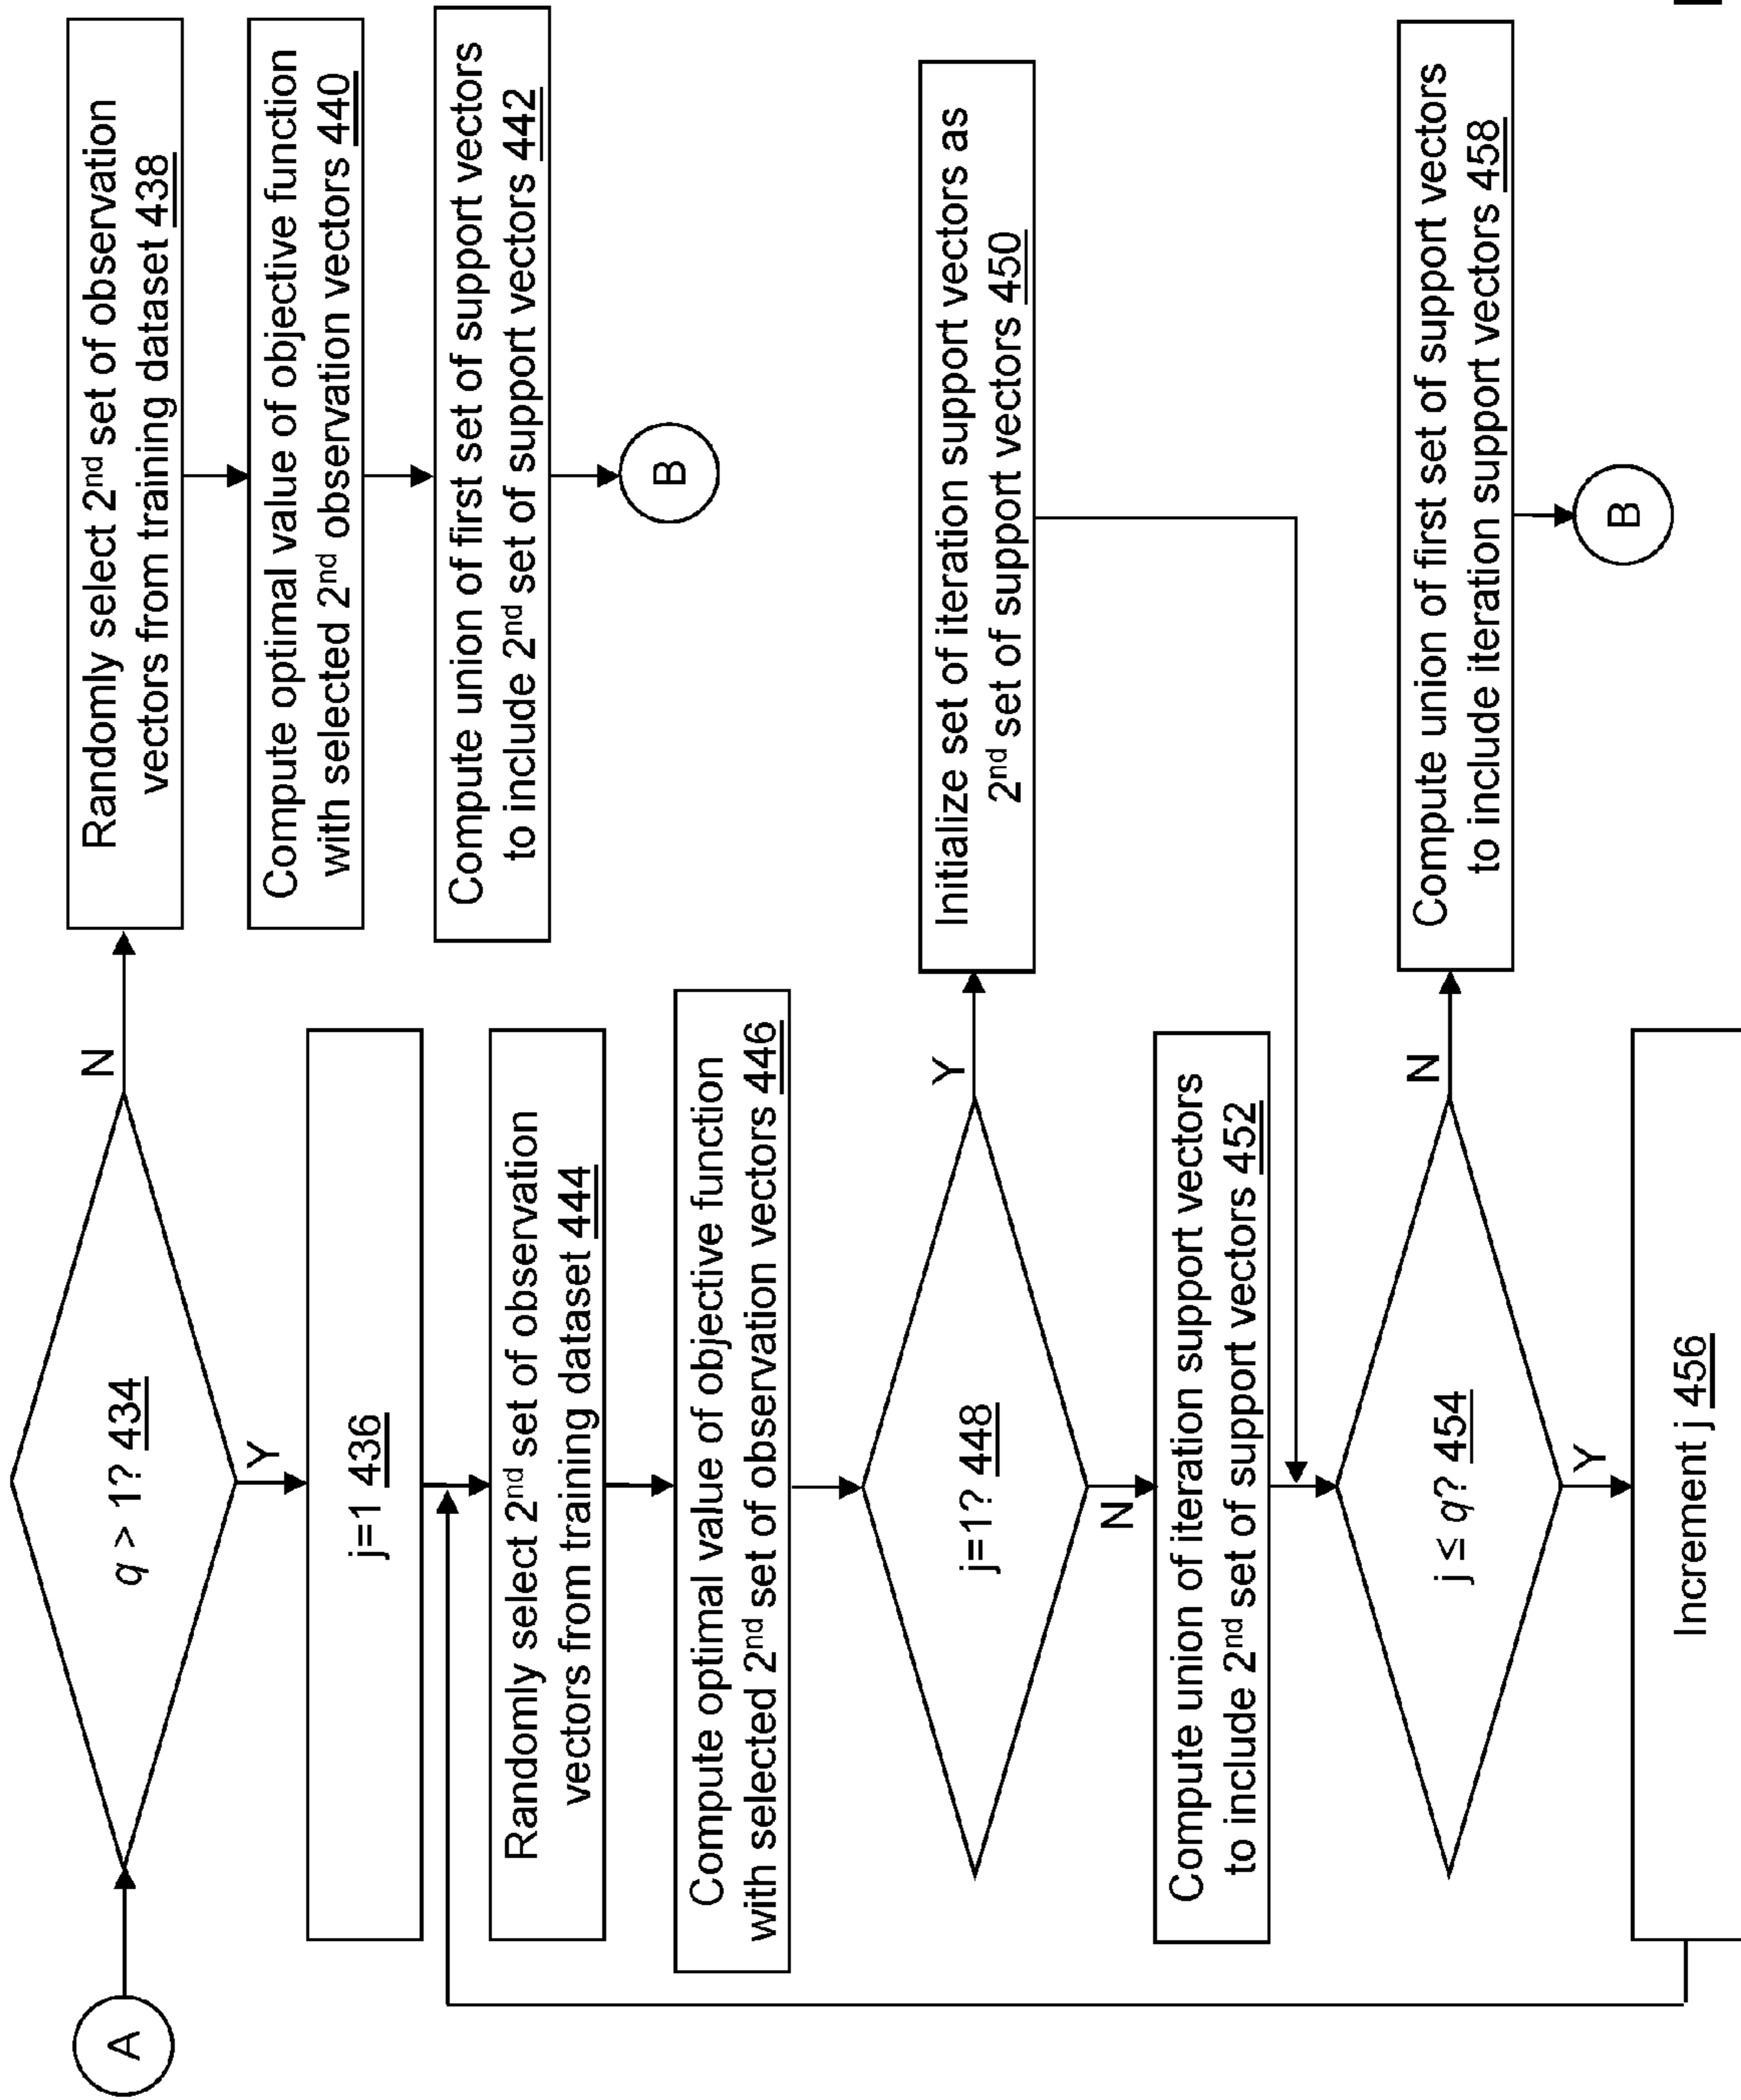 A
q > 1? 434
N
Randomly select 2nd set of observation
vectors from training dataset 438
Y
Compute optimal value of objective function
with selected 2nd observation vectors 440
j=1 436
Compute union of first set of support vectors
to include 2nd set of support vectors 442
Randomly select 2nd set of observation
vectors from training dataset 444
B
Compute optimal value of objective function
with selected 2nd set of observation vectors 446
j=1? 448
Y
Initialize set of iteration support vectors as
2nd set of support vectors 450
N
Compute union of iteration support vectors
to include 2nd set of support vectors 452
j ≤ q? 454
N
Compute union of first set of support vectors
to include iteration support vectors 458
Y
B
Increment j 456